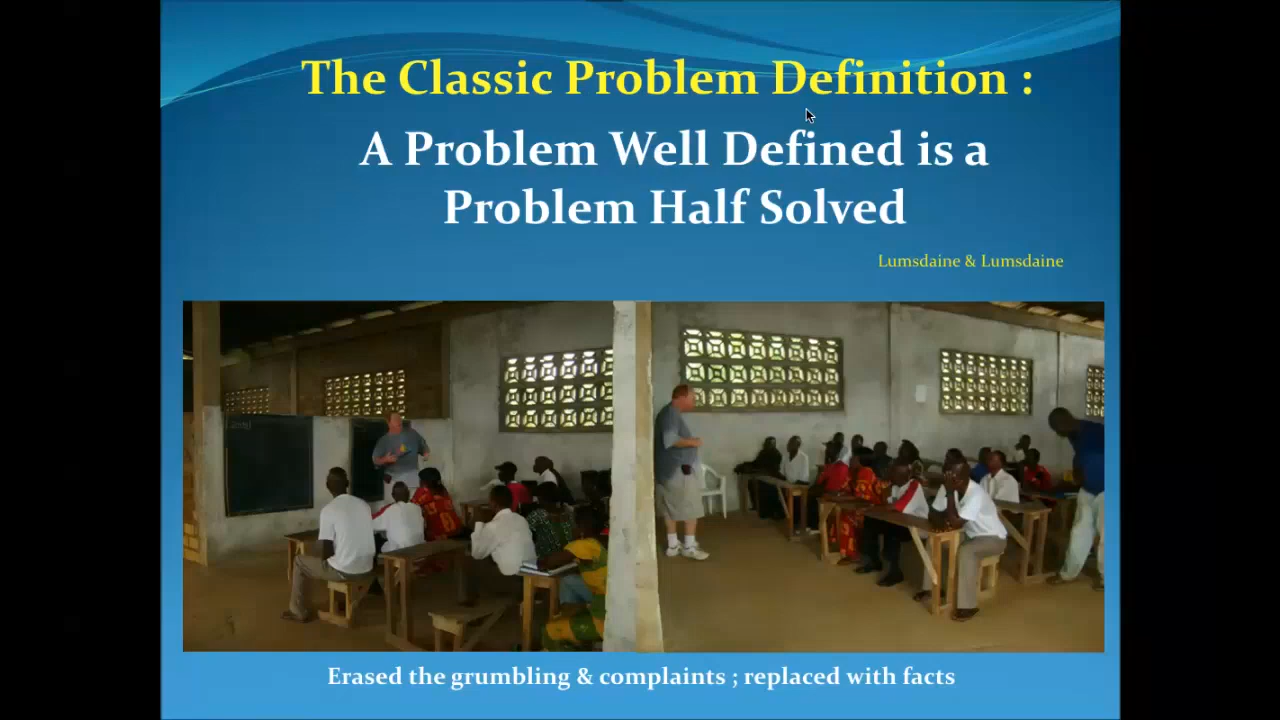 The Classic Problem Definition :
A Problem Well Defined is a
Problem Half Solved
Lumsdaine & Lumsdaine
Erased the grumbling & complaints ; replaced with facts